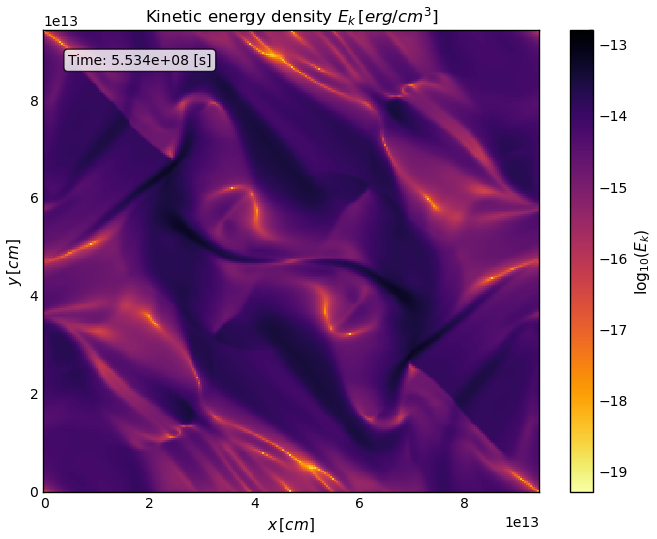 Kinetic energy density E_k [erg/cm^3]
1e13
Time: 5.534e+08 [s]
8
6
4
2
0
y [cm]
0 2 4 6 8
1e13
x [cm]
−13
−14
−15
−16
−17
−18
−19
log_10(E_k)